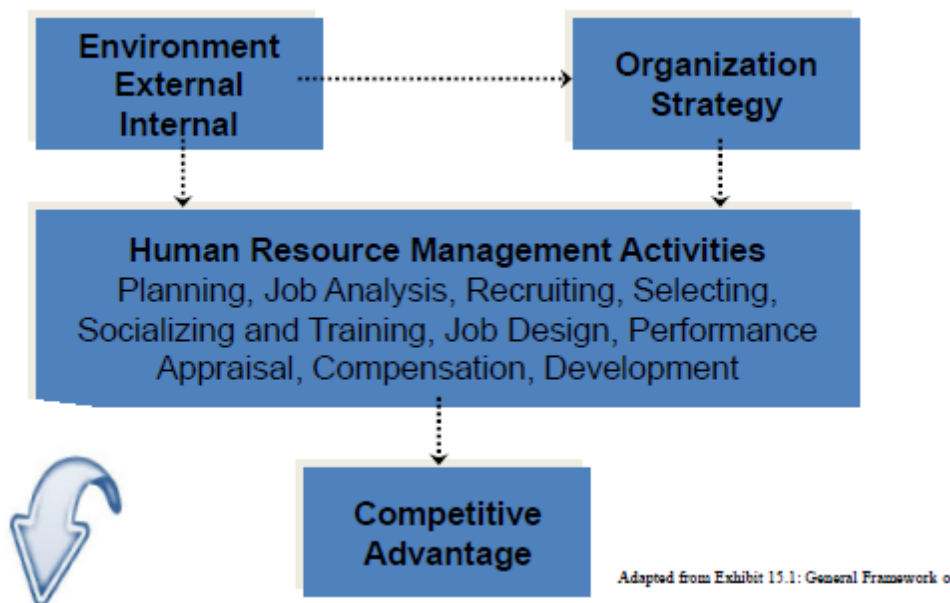 Environment
External
Internal
Organization
Strategy
Human Resource Management Activities
Planning, Job Analysis, Recruiting, Selecting,
Socializing and Training, Job Design, Performance
Appraisal, Compensation, Development
Competitive
Advantage
Adapted from Exhibit 15.1: General Framework o